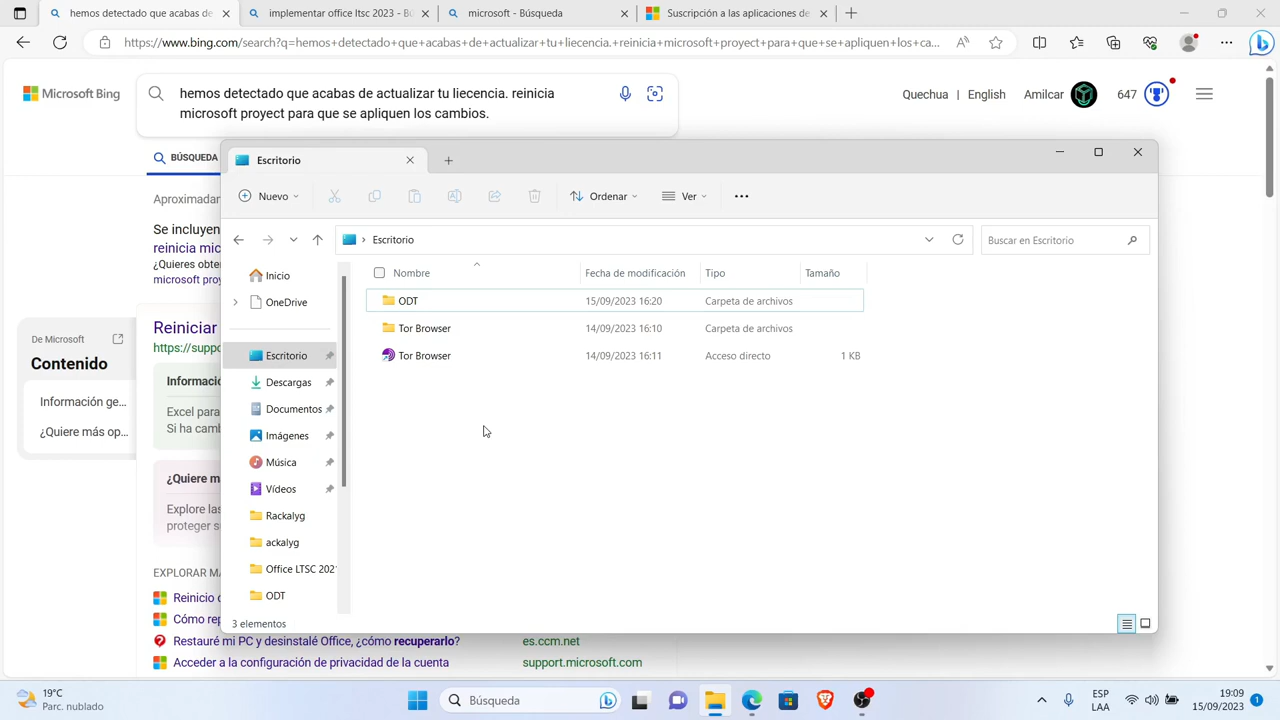 hemos detectado que acabas de
implementar office ltsc 2023 - Bú
microsoft - Búsqueda
Suscripción a las aplicaciones de
https://www.bing.com/search?q=hemos+detectado+que+acabas+de+actualizar+tu+liecencia.+reinicia+microsoft+proyect+para+que+se+apliquen+los+ca...
Microsoft Bing
hemos detectado que acabas de actualizar tu liecencia. reinicia
microsoft proyect para que se apliquen los cambios.
Quechua | English Amilcar 647
BÚSQUEDA
Aproximadar
Se incluyen
reinicia mic
¿Quieres obte
microsoft proy
De Microsoft
Contenido
Información ge...
¿Quiere más op...
Reiniciar
https://suppo
Informació
Excel para
Si ha camb
¿Quiere m
Explore las
proteger s
EXPLORAR MÁ
Reinicio d
Cómo rep
Restauré mi PC y desinstalé Office, ¿cómo recuperarlo? es.ccm.net
Acceder a la configuración de privacidad de la cuenta support.microsoft.com
Escritorio
Nuevo Ordenar Ver
Escritorio
Buscar en Escritorio
Inicio
OneDrive
Escritorio
Descargas
Documentos
Imágenes
Música
Vídeos
Rackalyg
ackalyg
Office LTSC 202
ODT
Nombre Fecha de modificación Tipo Tamaño
ODT 15/09/2023 16:20 Carpeta de archivos
Tor Browser 14/09/2023 16:10 Carpeta de archivos
Tor Browser 14/09/2023 16:11 Acceso directo 1 KB
3 elementos
19°C
Parc. nublado
Búsqueda
ESP
LAA
19:09
15/09/2023
1